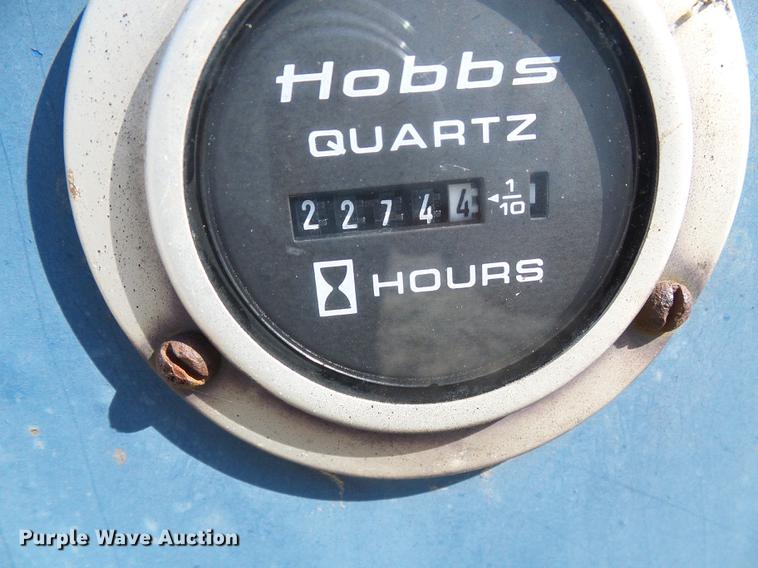 Hobbs
QUARTZ
22744 ◄1/10
HOURS
Purple Wave Auction